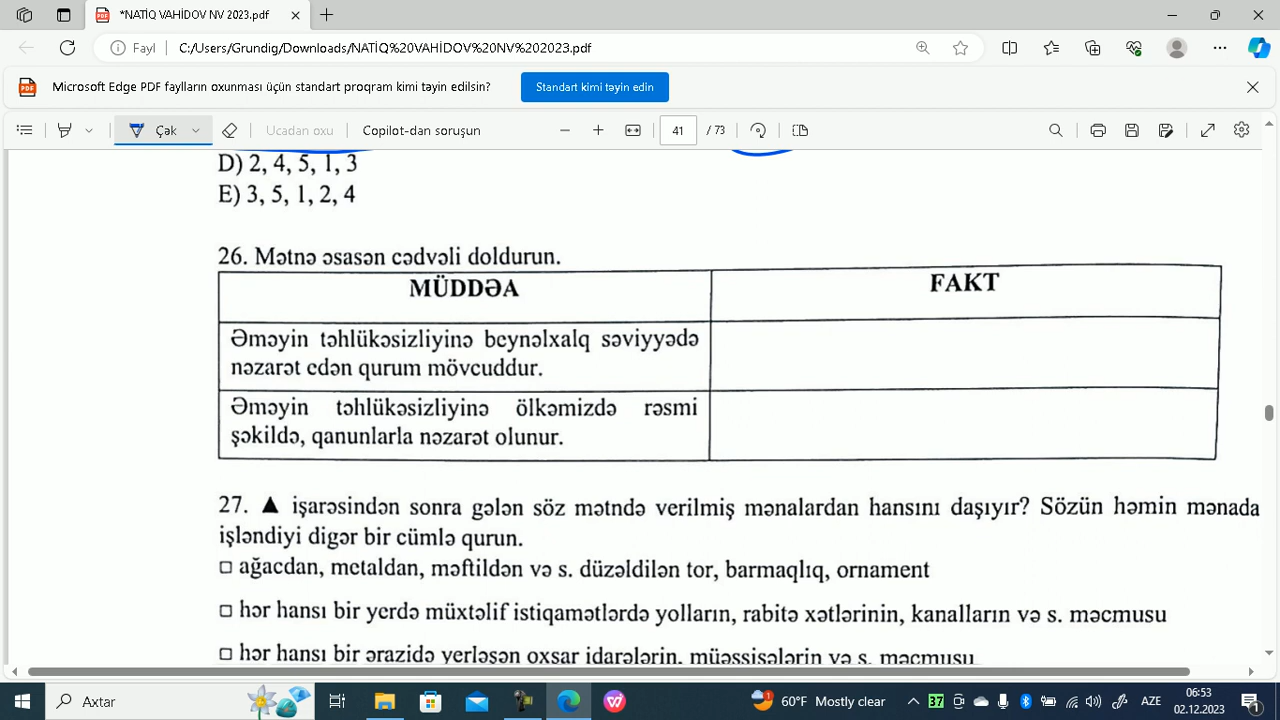 *NATİQ VAHİDOV NV 2023.pdf
Fayl C:/Users/Grundig/Downloads/NATİQ%20VAHİDOV%20NV%202023.pdf
Microsoft Edge PDF faylların oxunması üçün standart proqram kimi təyin edilsin? Standart kimi təyin edin
Çək Ucadan oxu Copilot-dan soruşun 41 / 73
D) 2, 4, 5, 1, 3
E) 3, 5, 1, 2, 4
26. Mətnə əsasən cədvəli doldurun.
MÜDDƏA FAKT
Əməyin təhlükəsizliyinə beynəlxalq səviyyədə
nəzarət edən qurum mövcuddur.
Əməyin təhlükəsizliyinə ölkəmizdə rəsmi
şəkildə, qanunlarla nəzarət olunur.
27. ▲ işarəsindən sonra gələn söz mətndə verilmiş mənalardan hansını daşıyır? Sözün həmin mənada
işləndiyi digər bir cümlə qurun.
□ ağacdan, metaldan, məftildən və s. düzəldilən tor, barmaqlıq, ornament
□ hər hansı bir yerdə müxtəlif istiqamətlərdə yolların, rabitə xətlərinin, kanalların və s. məcmusu
□ hər hansı bir ərazidə yerləşən oxşar idarələrin, müəssisələrin və s. məcmusu
Axtar 60°F Mostly clear 37 AZE 06:53
02.12.2023 1